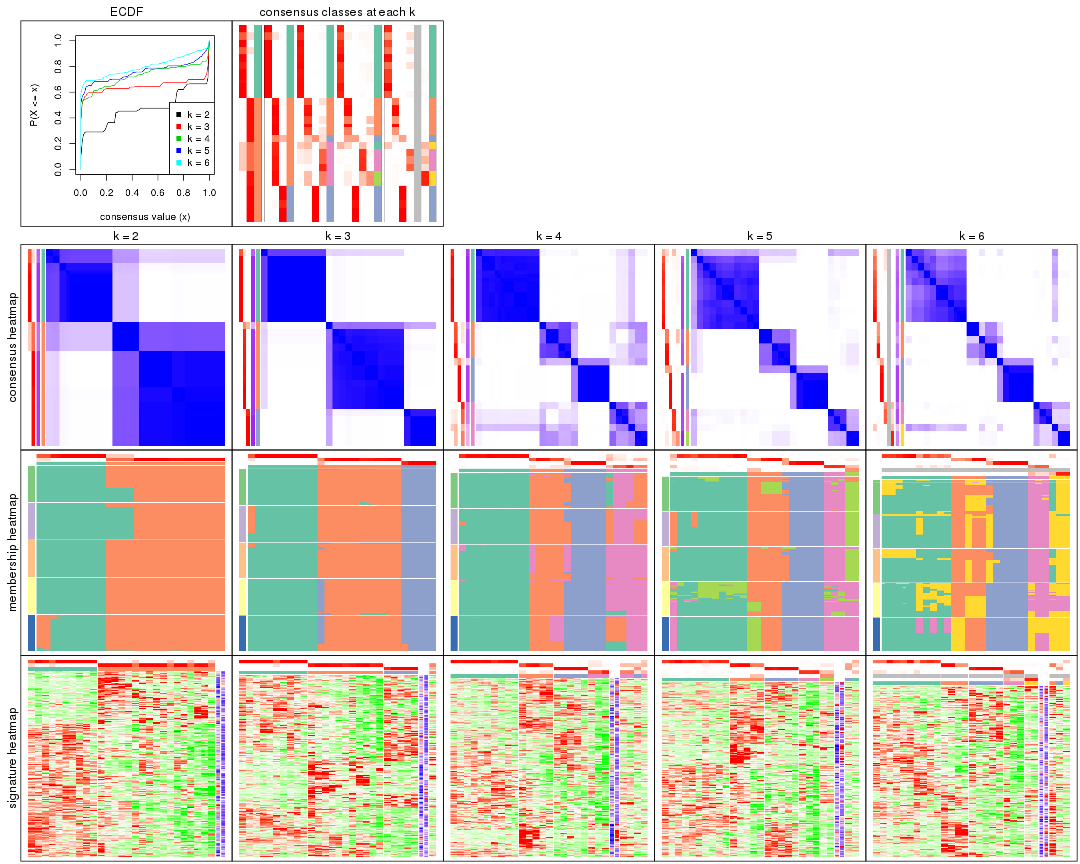 ECDF
consensus classes at each k
P(X <= x)
0.0 0.2 0.4 0.6 0.8 1.0
k = 2
k = 3
k = 4
k = 5
k = 6
0.0 0.2 0.4 0.6 0.8 1.0
consensus value (x)
k = 2
k = 3
k = 4
k = 5
k = 6
consensus heatmap
membership heatmap
signature heatmap